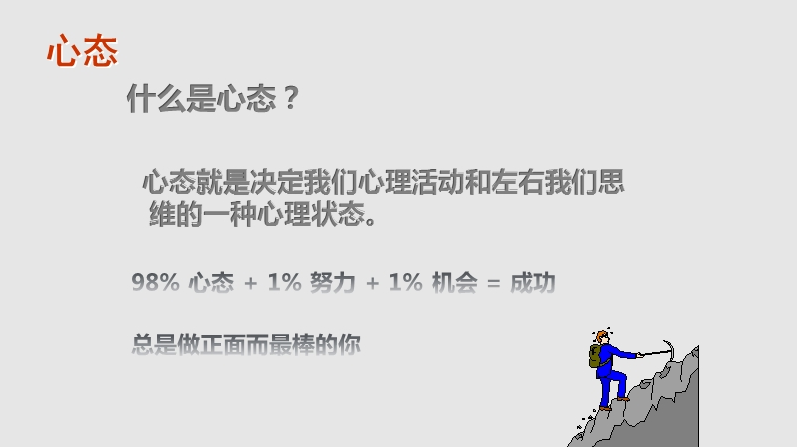 心态
什么是心态？
心态就是决定我们心理活动和左右我们思
维的一种心理状态。
98% 心态 + 1% 努力 + 1% 机会 = 成功
总是做正面而最棒的你